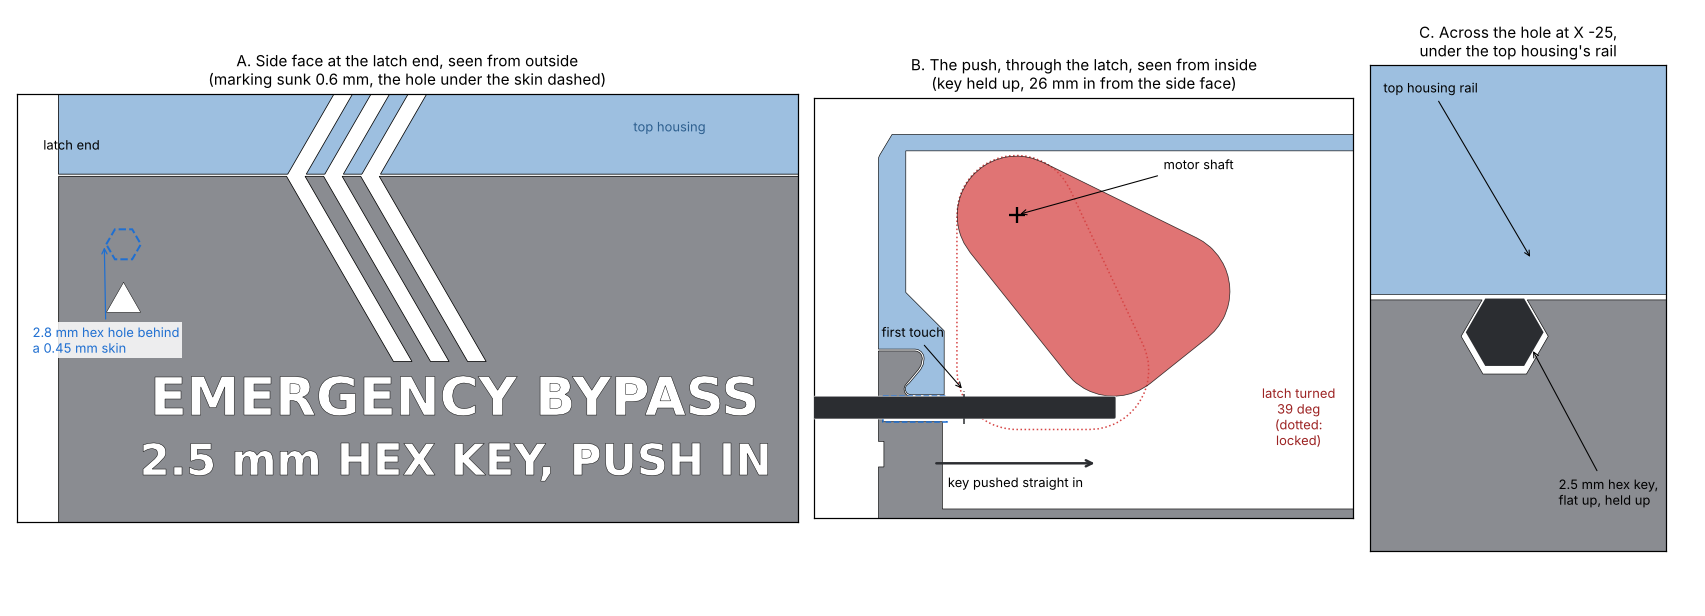 A. Side face at the latch end, seen from outside
(marking sunk 0.6 mm, the hole under the skin dashed)
latch end
top housing
2.8 mm hex hole behind
a 0.45 mm skin
EMERGENCY BYPASS
2.5 mm HEX KEY, PUSH IN
B. The push, through the latch, seen from inside
(key held up, 26 mm in from the side face)
motor shaft
first touch
latch turned
39 deg
(dotted:
locked)
key pushed straight in
C. Across the hole at X -25,
under the top housing's rail
top housing rail
2.5 mm hex key,
flat up, held up